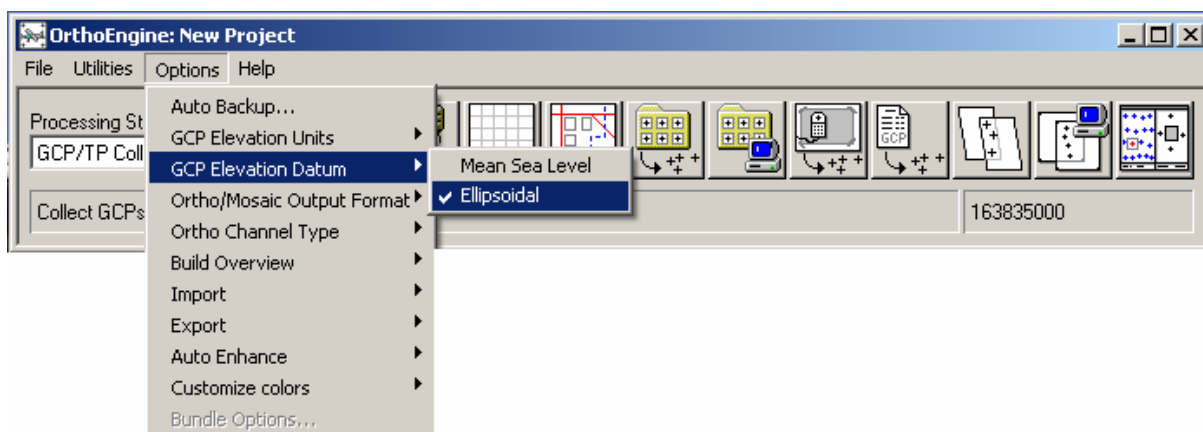 OrthoEngine: New Project
File Utilities Options Help
Processing St
GCP/TP Coll
Collect GCPs
163835000
Auto Backup...
GCP Elevation Units
GCP Elevation Datum
Ortho/Mosaic Output Format
Ortho Channel Type
Build Overview
Import
Export
Auto Enhance
Customize colors
Bundle Options...
Mean Sea Level
Ellipsoidal
GCP